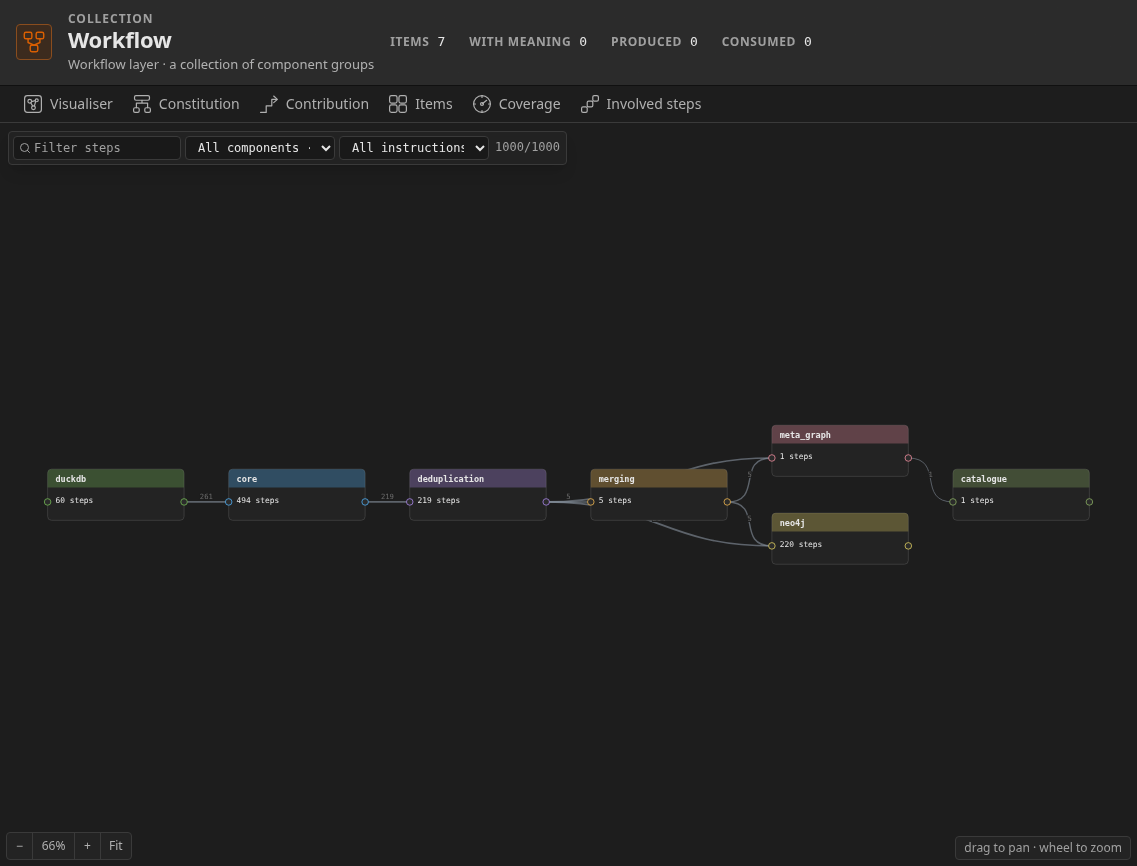 COLLECTION
Workflow
Workflow layer · a collection of component groups
ITEMS 7 WITH MEANING 0 PRODUCED 0 CONSUMED 0
Visualiser Constitution Contribution Items Coverage Involved steps
Filter steps All components · All instructions 1000/1000
meta_graph
1 steps
duckdb
60 steps
261
core
494 steps
219
deduplication
219 steps
5
merging
5 steps
5
5
neo4j
220 steps
1
catalogue
1 steps
− 66% + Fit
drag to pan · wheel to zoom